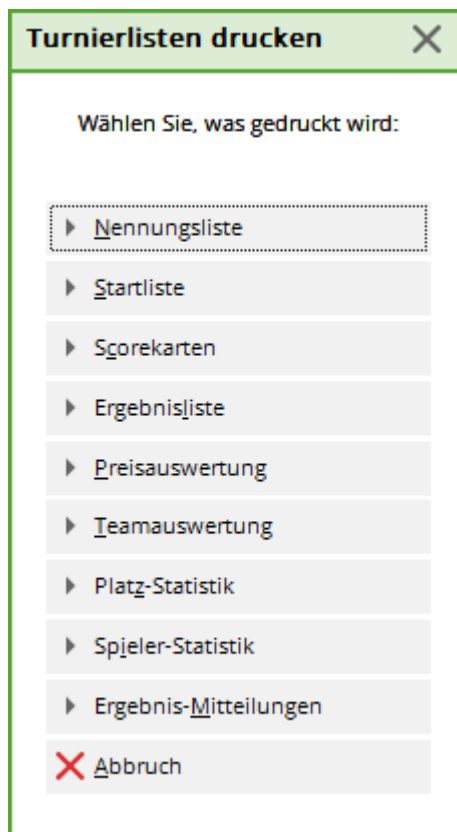 Turnierlisten drucken
Wählen Sie, was gedruckt wird:
Nennungsliste
Startliste
Scorekarten
Ergebnisliste
Preisauswertung
Teamauswertung
Platz-Statistik
Spieler-Statistik
Ergebnis-Mitteilungen
Abbruch